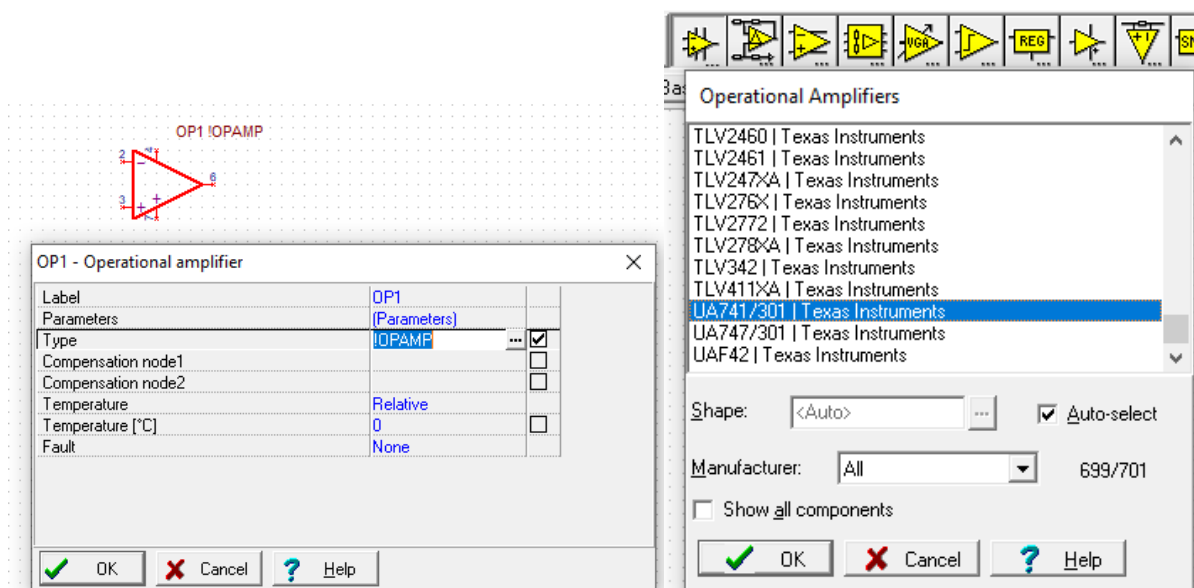 OP1 !OPAMP
2
6
3
OP1 - Operational amplifier
Label OP1
Parameters (Parameters)
Type !OPAMP ...
Compensation node1
Compensation node2
Temperature Relative
Temperature [°C] 0
Fault None
OK Cancel ? Help
VGA
REG
Operational Amplifiers
TLV2460 | Texas Instruments
TLV2461 | Texas Instruments
TLV247XA | Texas Instruments
TLV276X | Texas Instruments
TLV2772 | Texas Instruments
TLV278XA | Texas Instruments
TLV342 | Texas Instruments
TLV411XA | Texas Instruments
UA741/301 | Texas Instruments
UA747/301 | Texas Instruments
UAF42 | Texas Instruments
Shape: <Auto> ... Auto-select
Manufacturer: All 699/701
Show all components
OK Cancel ? Help